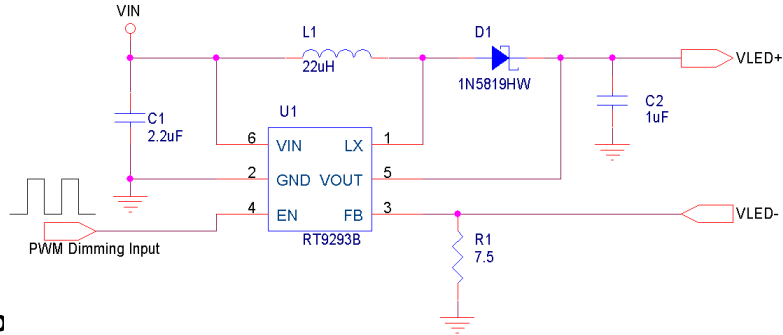 VIN
L1
22uH
D1
1N5819HW
VLED+
C1
2.2uF
C2
1uF
U1
6 VIN LX 1
2 GND VOUT 5
4 EN FB 3
RT9293B
PWM Dimming Input
VLED-
R1
7.5